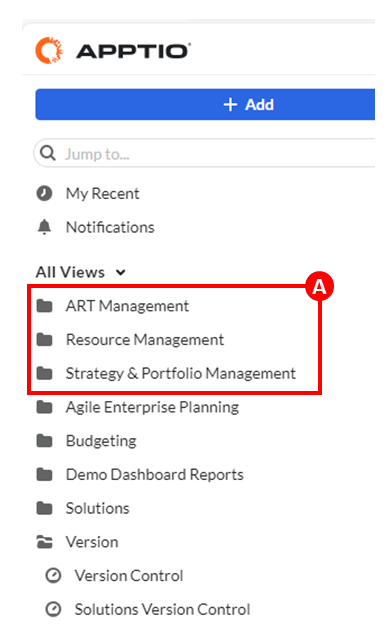 APPTIO
+ Add
Jump to...
My Recent
Notifications
All Views
A
ART Management
Resource Management
Strategy & Portfolio Management
Agile Enterprise Planning
Budgeting
Demo Dashboard Reports
Solutions
Version
Version Control
Solutions Version Control